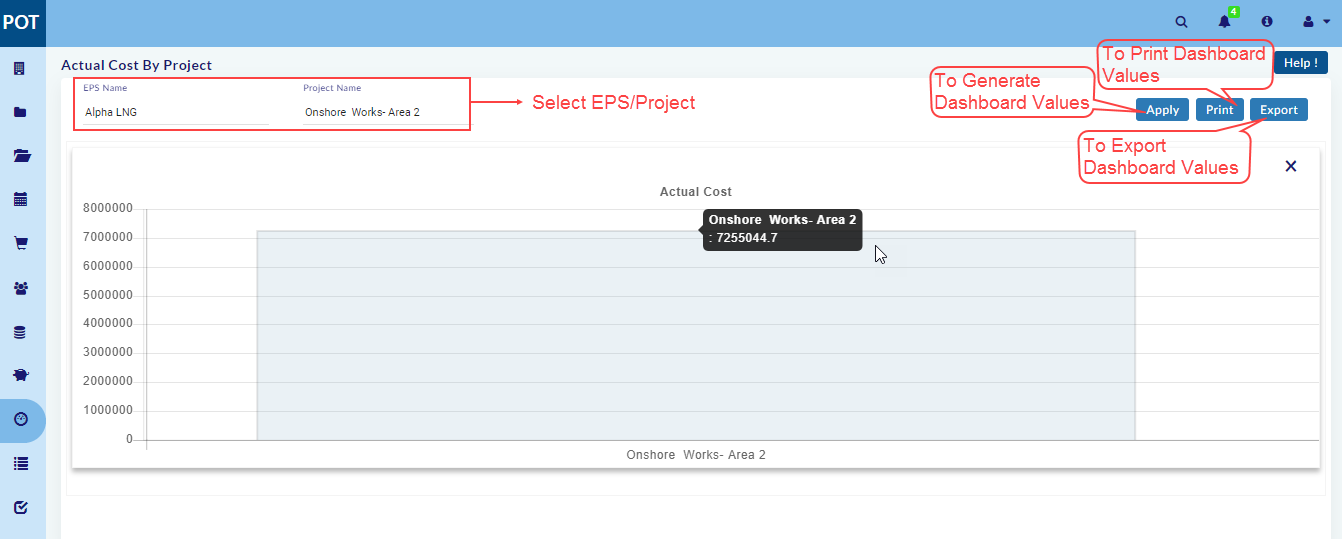 POT
4
Actual Cost By Project
Help !
EPS Name
Project Name
Alpha LNG
Onshore Works- Area 2
Select EPS/Project
To Generate
Dashboard Values
To Print Dashboard
Values
Apply
Print
Export
To Export
Dashboard Values
Actual Cost
8000000
7000000
6000000
5000000
4000000
3000000
2000000
1000000
0
Onshore Works- Area 2
: 7255044.7
Onshore Works- Area 2